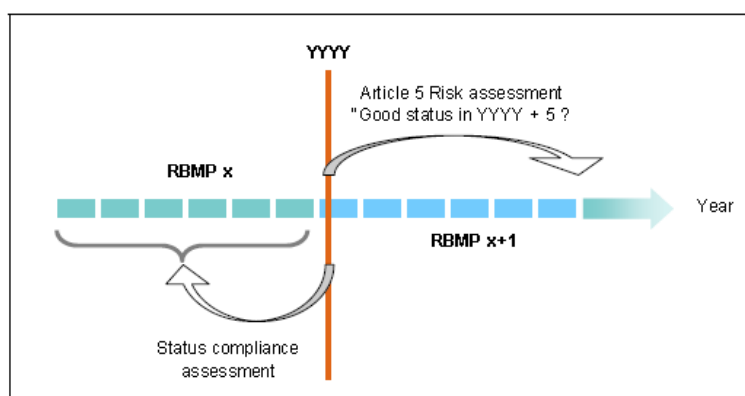 YYYY
Article 5 Risk assessment
"Good status in YYYY + 5 ?
RBMP x
Year
RBMP x+1
Status compliance
assessment